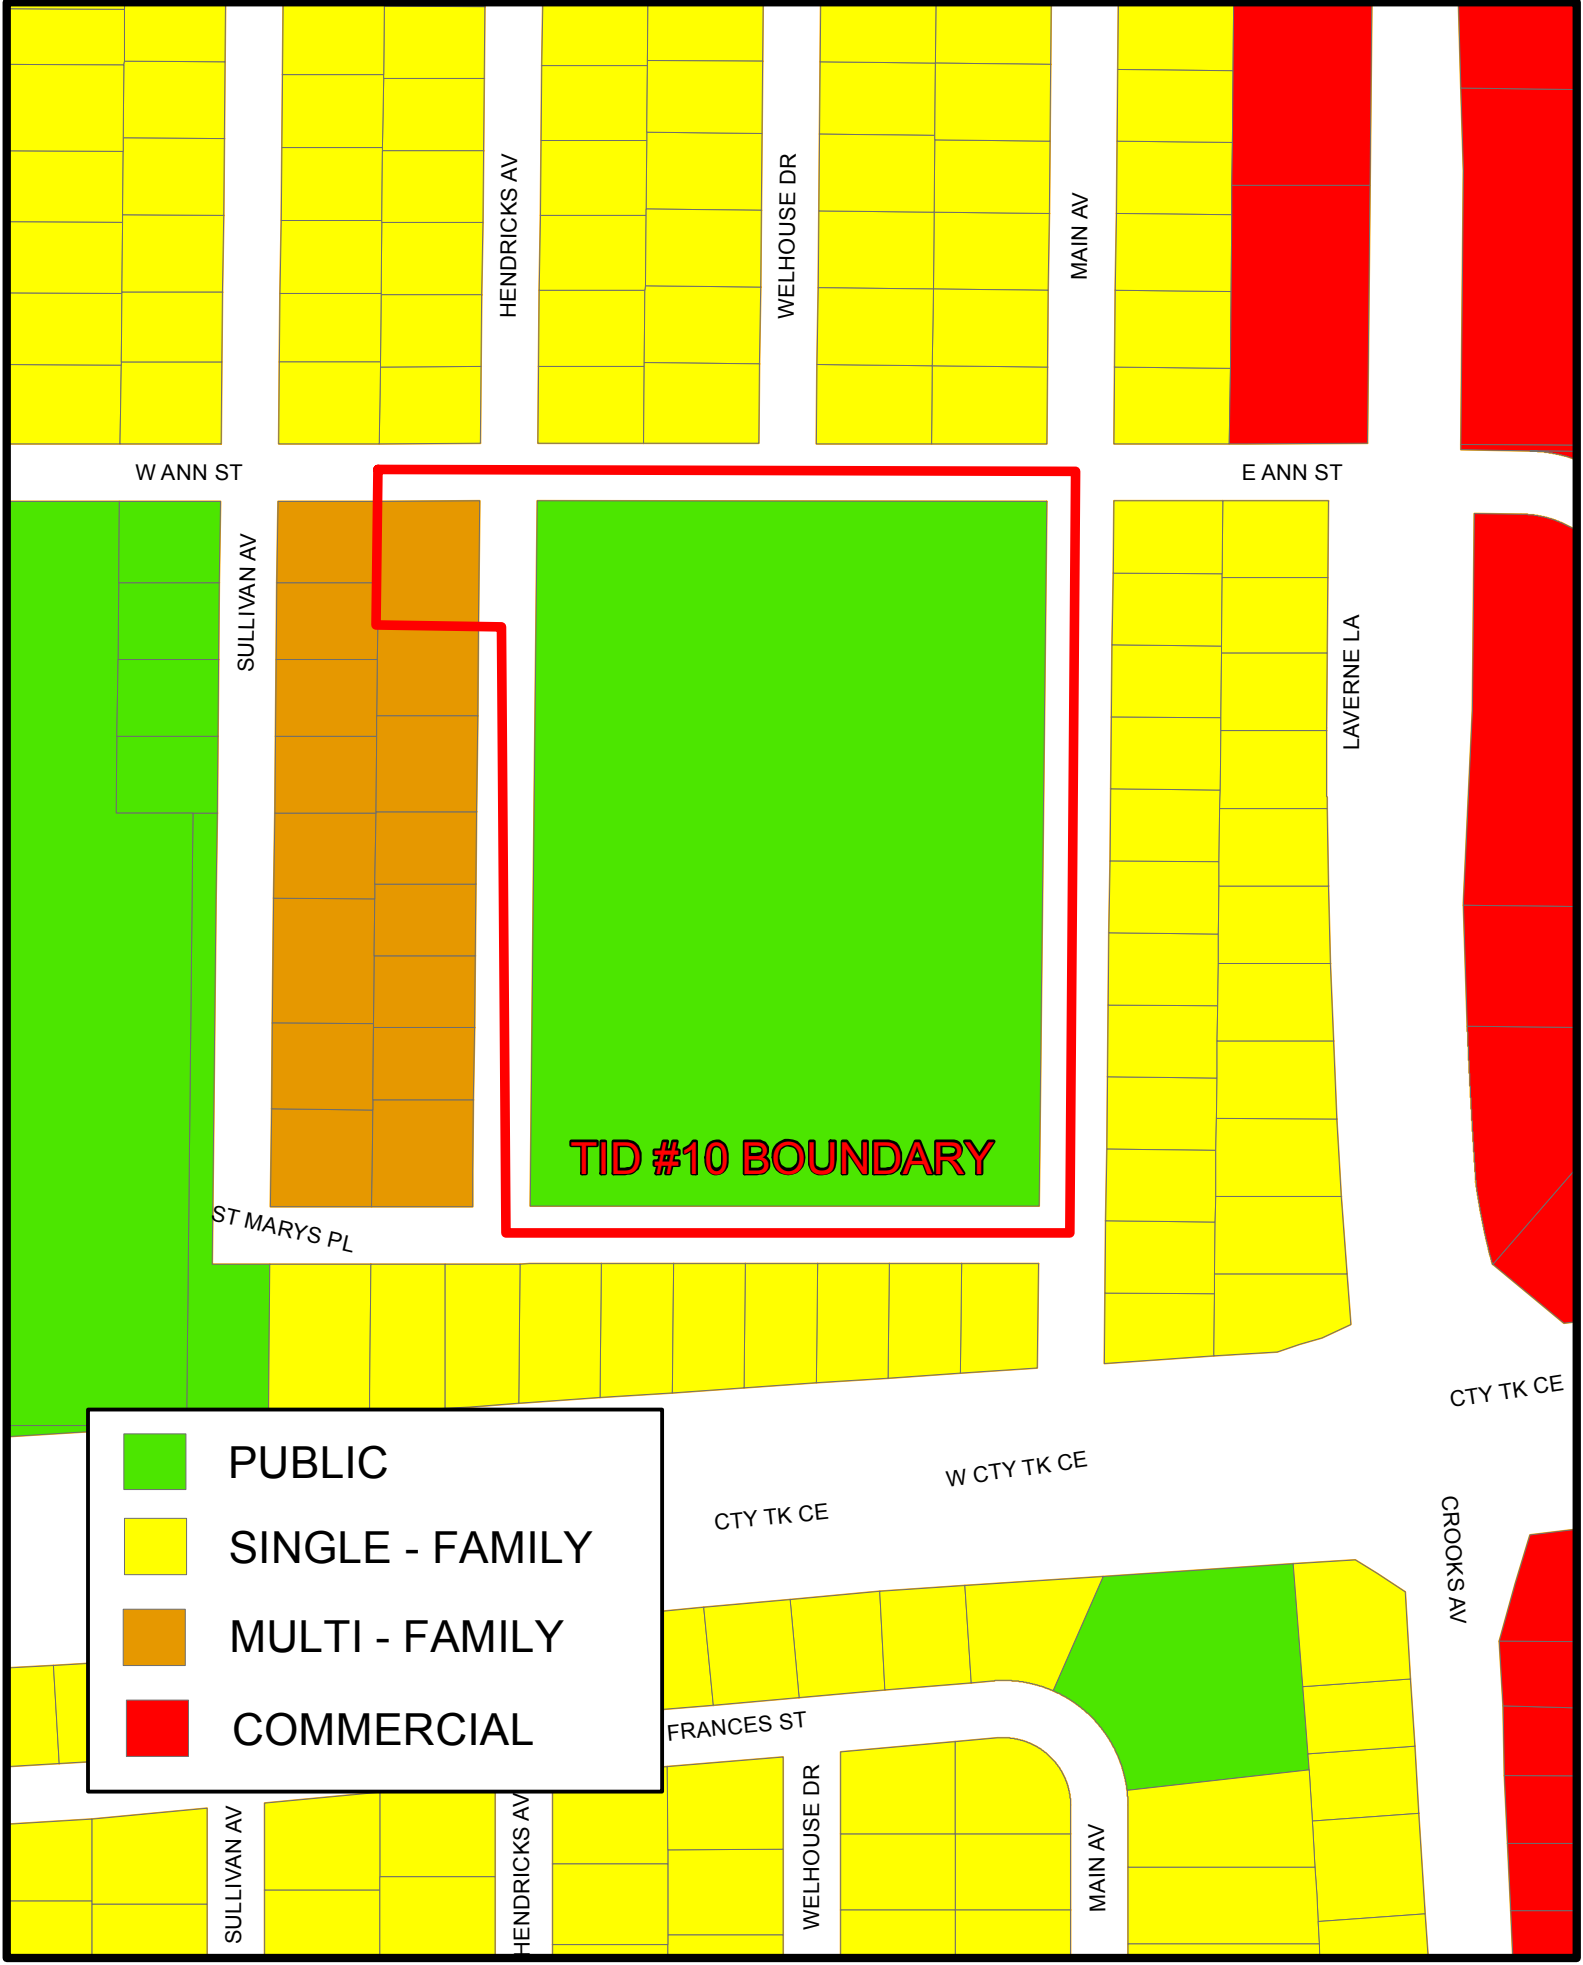 HENDRICKS AV
WELHOUSE DR
MAIN AV
W ANN ST
E ANN ST
SULLIVAN AV
LAVERNE LA
TID #10 BOUNDARY
ST MARYS PL
CTY TK CE
W CTY TK CE
CTY TK CE
CROOKS AV
PUBLIC
SINGLE - FAMILY
MULTI - FAMILY
COMMERCIAL
FRANCES ST
SULLIVAN AV
HENDRICKS AV
WELHOUSE DR
MAIN AV